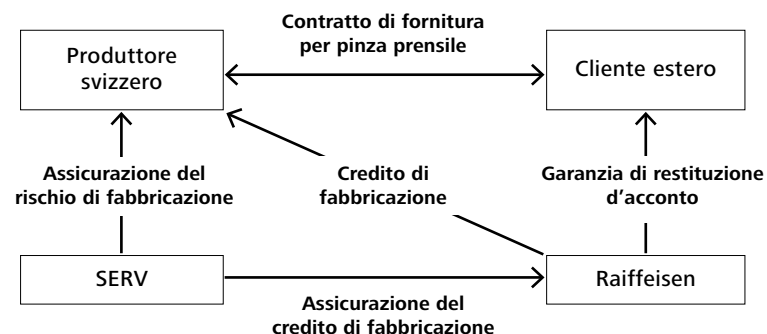 Contratto di fornitura
per pinza prensile
Produttore
svizzero
Cliente estero
Assicurazione del
rischio di fabbricazione
Credito di
fabbricazione
Garanzia di restituzione
d’acconto
SERV
Raiffeisen
Assicurazione del
credito di fabbricazione